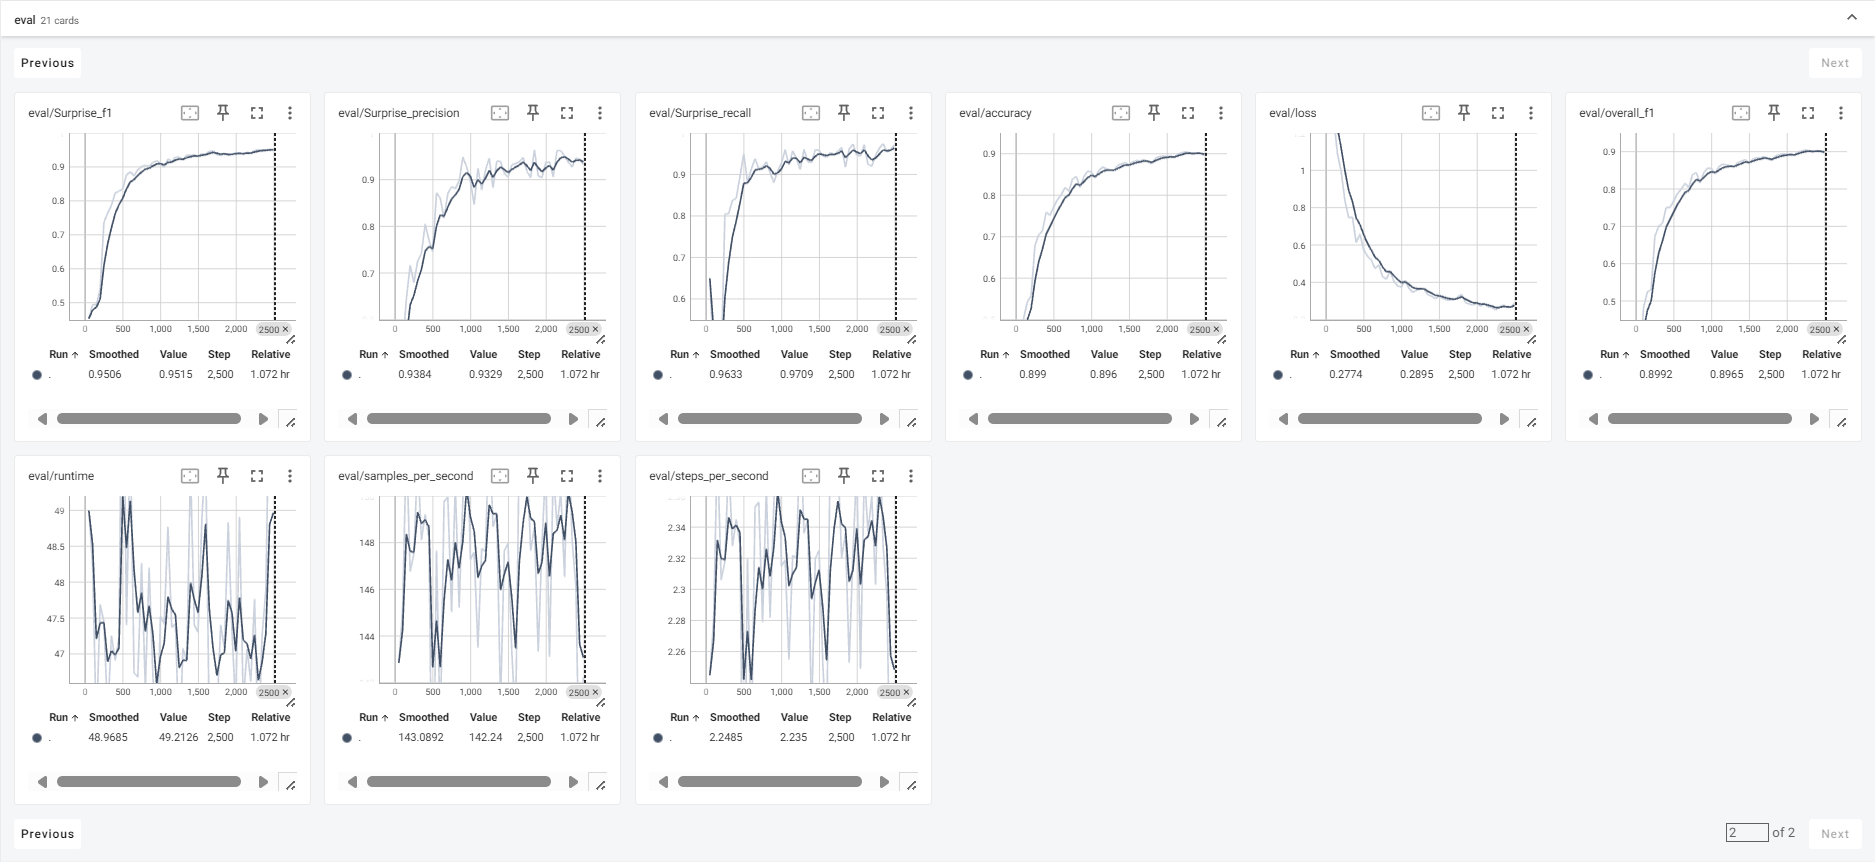 eval 21 cards
Previous Next
eval/Surprise_f1
0.9
0.8
0.7
0.6
0.5
0 500 1,000 1,500 2,000 2500 ×
Run ↑ Smoothed Value Step Relative
. 0.9506 0.9515 2,500 1.072 hr
eval/Surprise_precision
0.9
0.8
0.7
0 500 1,000 1,500 2,000 2500 ×
Run ↑ Smoothed Value Step Relative
. 0.9384 0.9329 2,500 1.072 hr
eval/Surprise_recall
0.9
0.8
0.7
0.6
0 500 1,000 1,500 2,000 2500 ×
Run ↑ Smoothed Value Step Relative
. 0.9633 0.9709 2,500 1.072 hr
eval/accuracy
0.9
0.8
0.7
0.6
0 500 1,000 1,500 2,000 2500 ×
Run ↑ Smoothed Value Step Relative
. 0.899 0.896 2,500 1.072 hr
eval/loss
1
0.8
0.6
0.4
0 500 1,000 1,500 2,000 2500 ×
Run ↑ Smoothed Value Step Relative
. 0.2774 0.2895 2,500 1.072 hr
eval/overall_f1
0.9
0.8
0.7
0.6
0.5
0 500 1,000 1,500 2,000 2500 ×
Run ↑ Smoothed Value Step Relative
. 0.8992 0.8965 2,500 1.072 hr
eval/runtime
49
48.5
48
47.5
47
0 500 1,000 1,500 2,000 2500 ×
Run ↑ Smoothed Value Step Relative
. 48.9685 49.2126 2,500 1.072 hr
eval/samples_per_second
148
146
144
0 500 1,000 1,500 2,000 2500 ×
Run ↑ Smoothed Value Step Relative
. 143.0892 142.24 2,500 1.072 hr
eval/steps_per_second
2.34
2.32
2.3
2.28
2.26
0 500 1,000 1,500 2,000 2500 ×
Run ↑ Smoothed Value Step Relative
. 2.2485 2.235 2,500 1.072 hr
Previous 2 of 2 Next